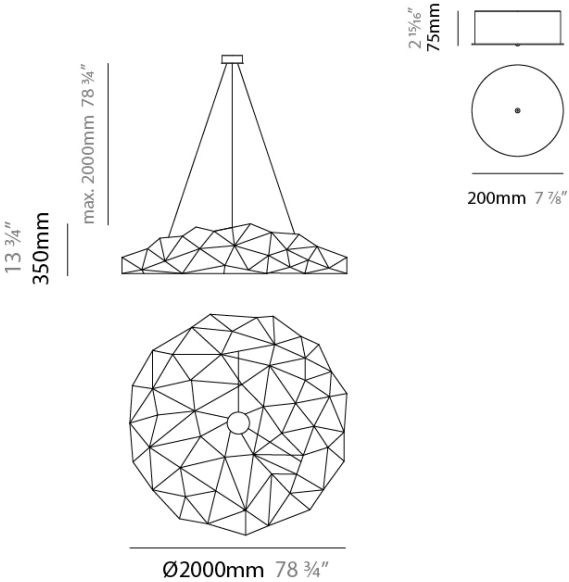 2 15/16"
75mm
max. 2000mm 78 ¾"
200mm 7 ⅞"
13 ¾"
350mm
Ø2000mm 78 ¾"